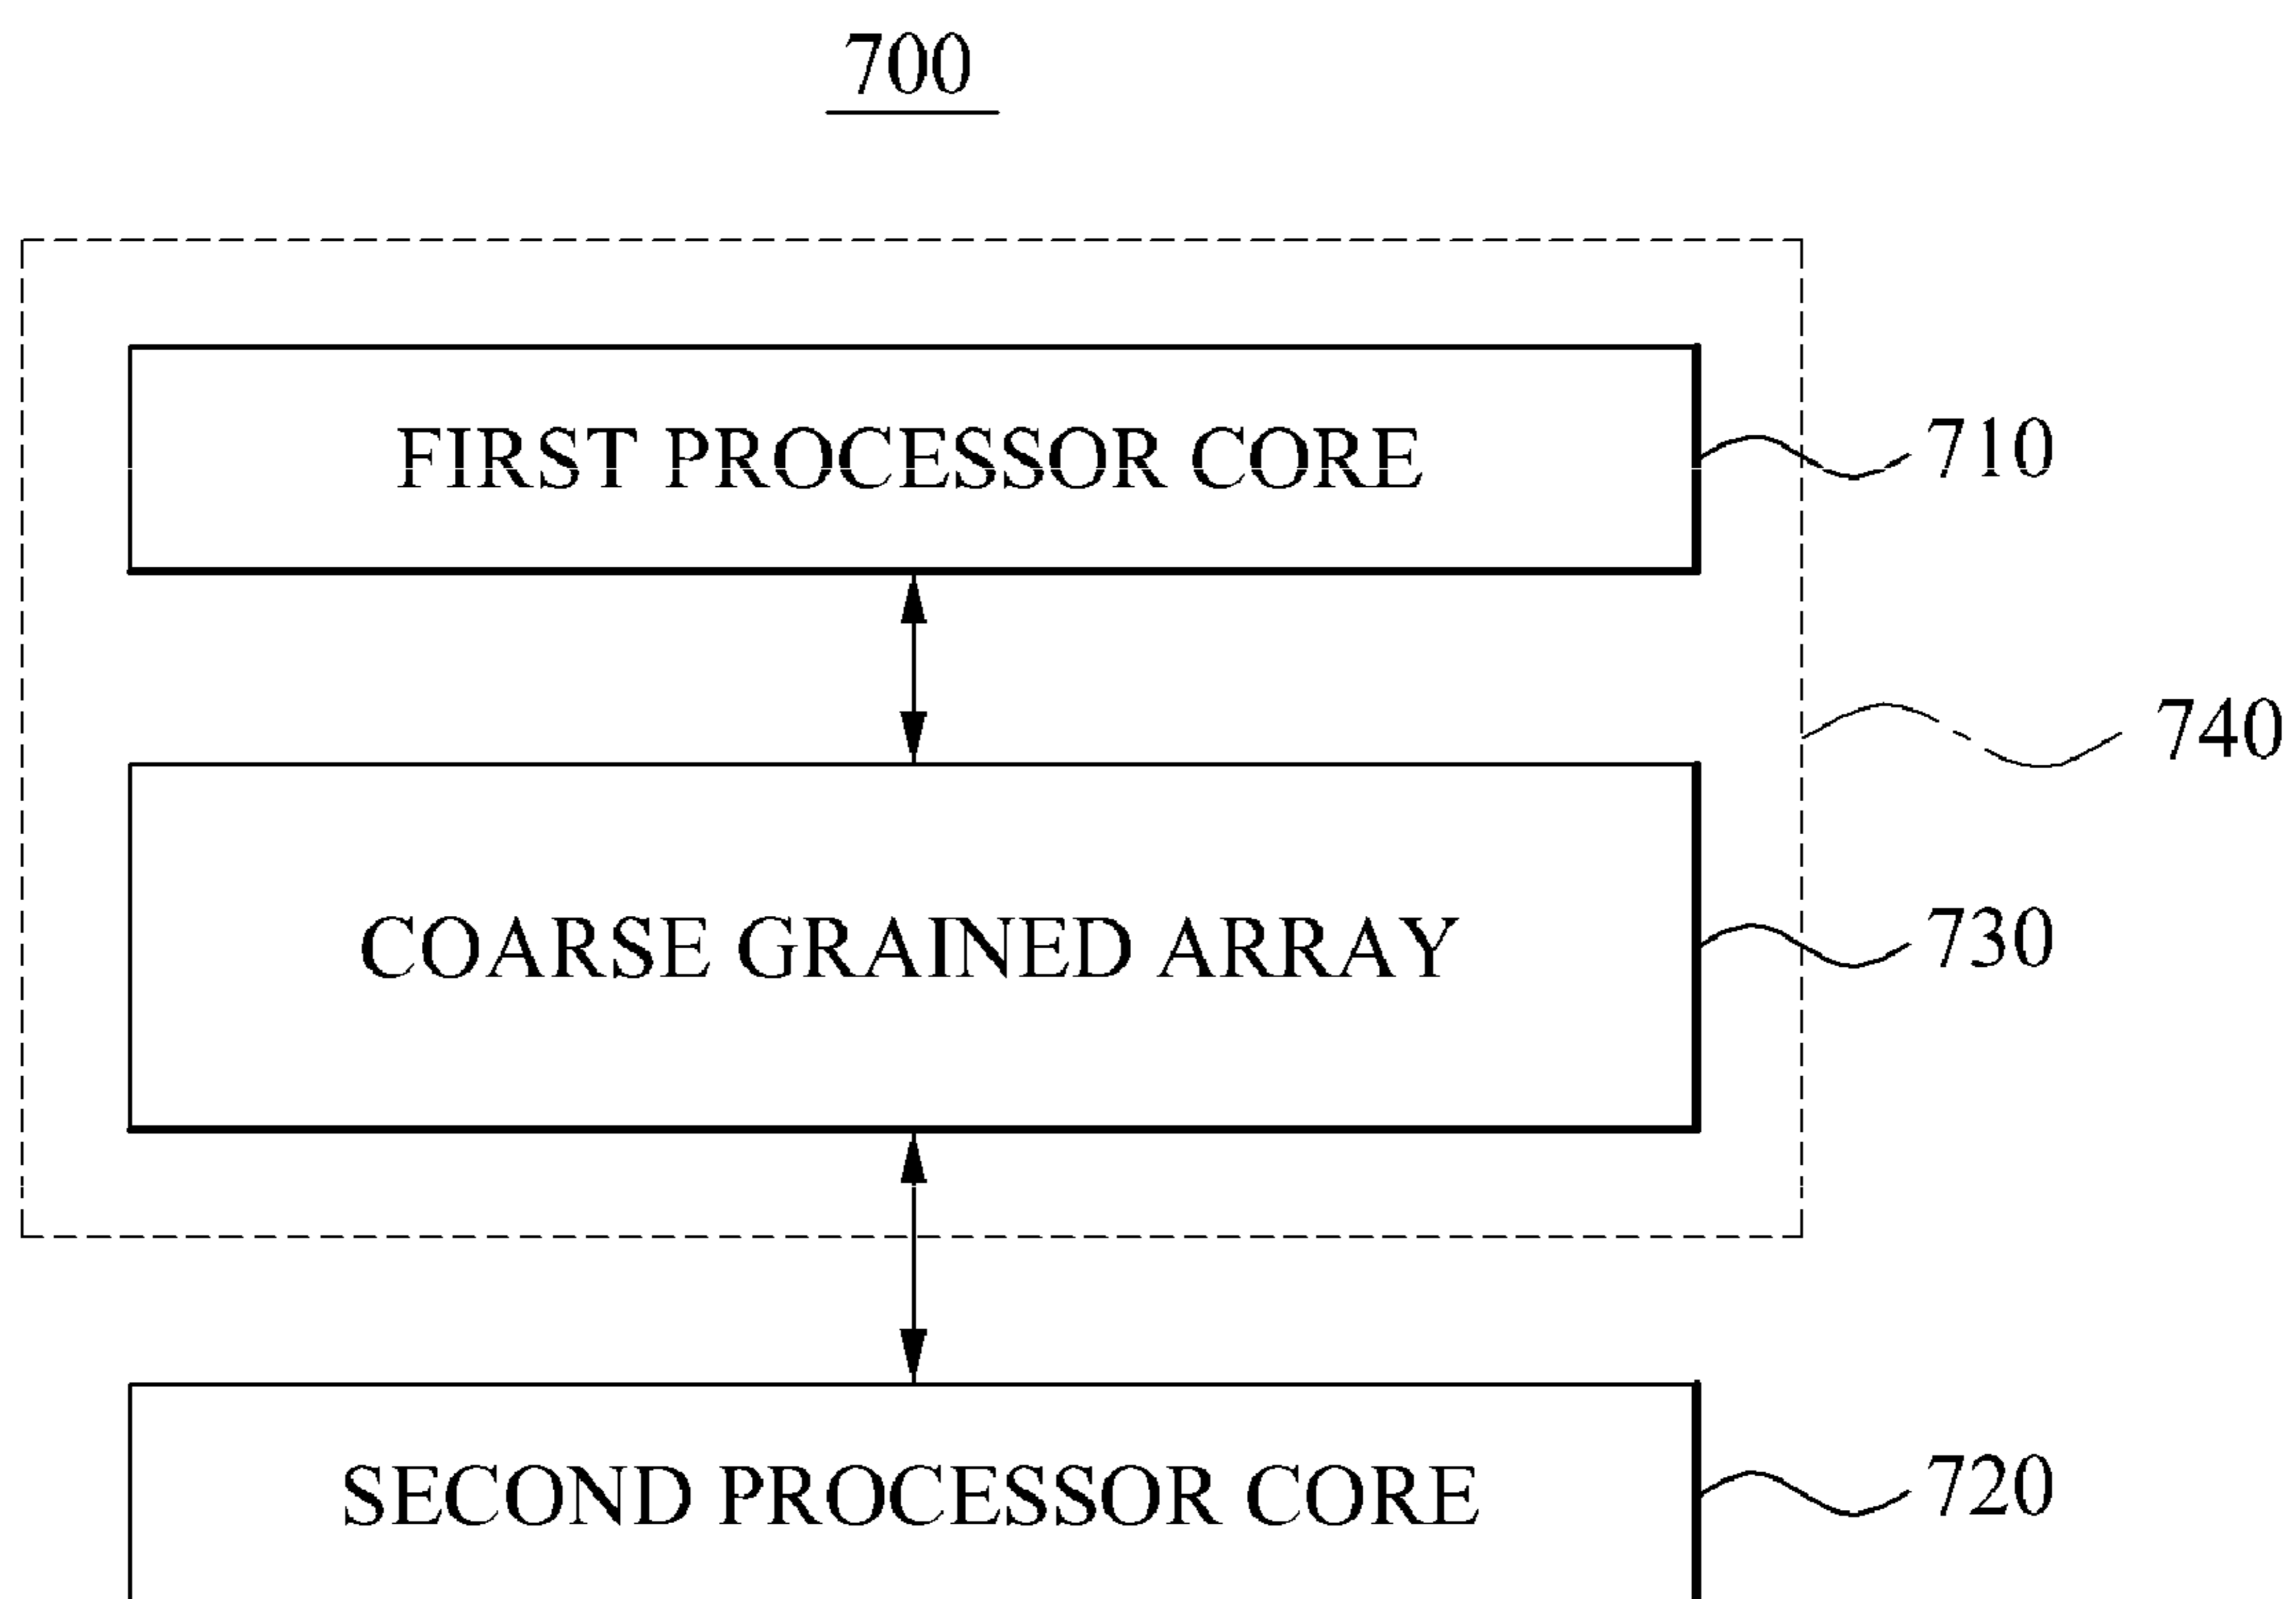 700
FIRST PROCESSOR CORE
710
740
COARSE GRAINED ARRAY
730
SECOND PROCESSOR CORE
720